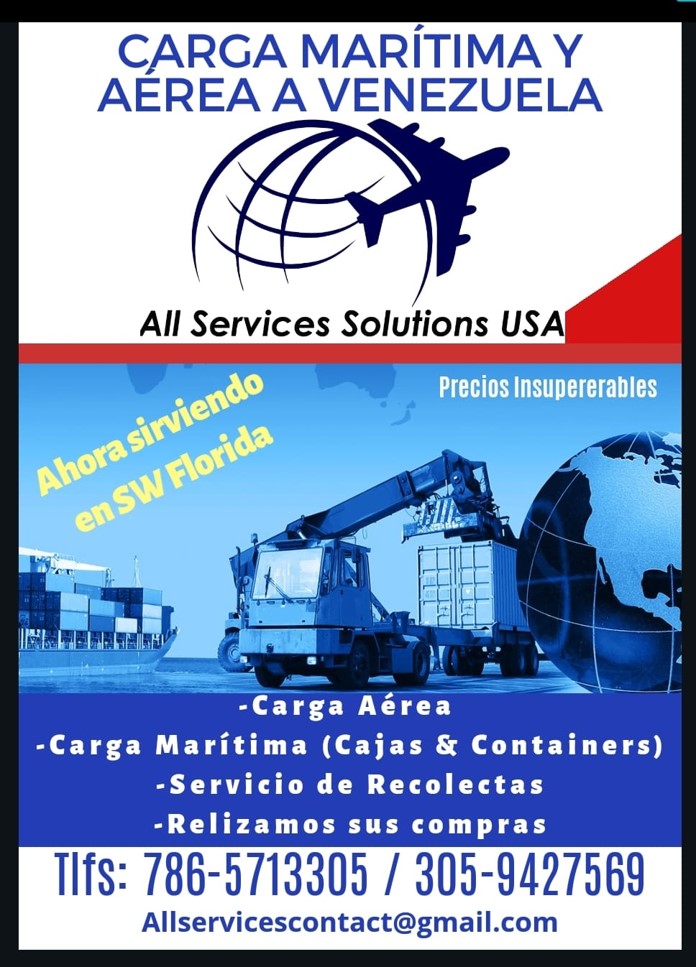 CARGA MARÍTIMA Y
AÉREA A VENEZUELA
All Services Solutions USA
Precios Insupererables
Ahora sirviendo
en SW Florida
-Carga Aérea
-Carga Marítima (Cajas & Containers)
-Servicio de Recolectas
-Relizamos sus compras
Tlfs: 786-5713305 / 305-9427569
Allservicescontact@gmail.com